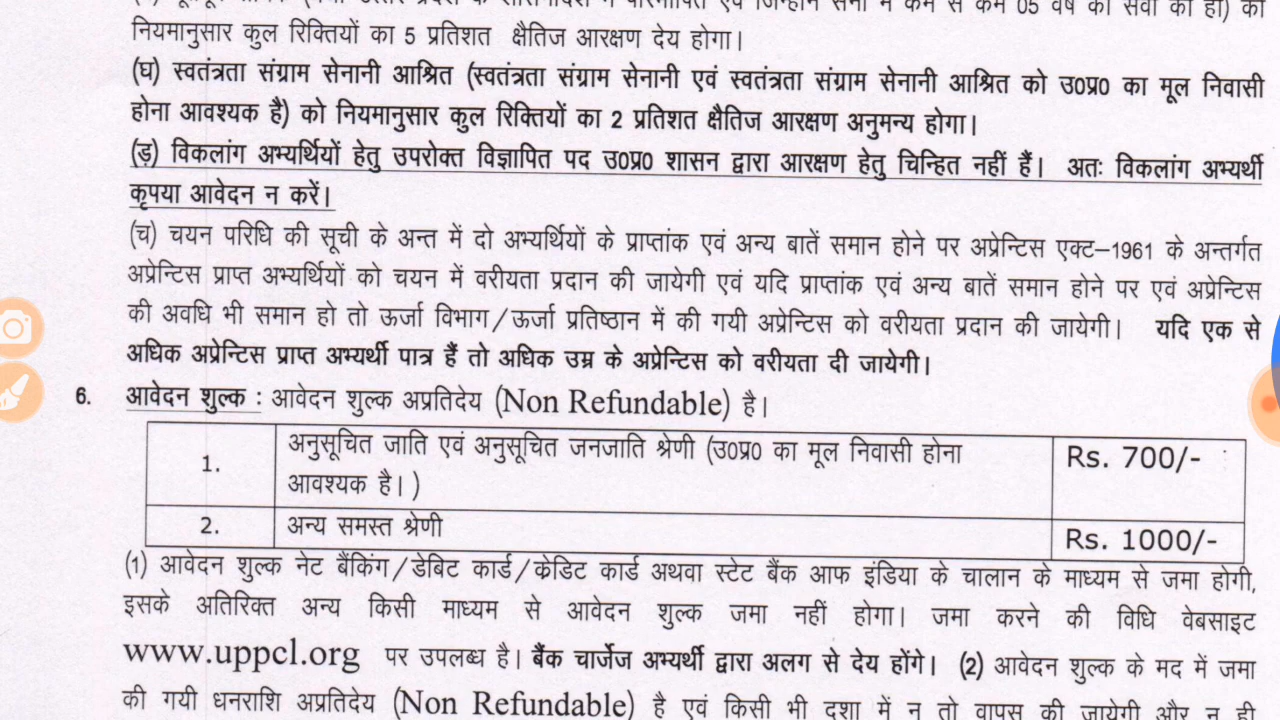 नियमानुसार कुल रिक्तियों का 5 प्रतिशत क्षैतिज आरक्षण देय होगा।
(घ) स्वतंत्रता संग्राम सेनानी आश्रित (स्वतंत्रता संग्राम सेनानी एवं स्वतंत्रता संग्राम सेनानी आश्रित को उ0प्र0 का मूल निवासी
होना आवश्यक है) को नियमानुसार कुल रिक्तियों का 2 प्रतिशत क्षैतिज आरक्षण अनुमन्य होगा।
(ड़) विकलांग अभ्यर्थियों हेतु उपरोक्त विज्ञापित पद उ0प्र0 शासन द्वारा आरक्षण हेतु चिन्हित नहीं हैं। अतः विकलांग अभ्यर्थी
कृपया आवेदन न करें।
(च) चयन परिधि की सूची के अन्त में दो अभ्यर्थियों के प्राप्तांक एवं अन्य बातें समान होने पर अप्रेन्टिस एक्ट–1961 के अन्तर्गत
अप्रेन्टिस प्राप्त अभ्यर्थियों को चयन में वरीयता प्रदान की जायेगी एवं यदि प्राप्तांक एवं अन्य बातें समान होने पर एवं अप्रेन्टिस
की अवधि भी समान हो तो ऊर्जा विभाग/ऊर्जा प्रतिष्ठान में की गयी अप्रेन्टिस को वरीयता प्रदान की जायेगी। यदि एक से
अधिक अप्रेन्टिस प्राप्त अभ्यर्थी पात्र हैं तो अधिक उम्र के अप्रेन्टिस को वरीयता दी जायेगी।
6. आवेदन शुल्क : आवेदन शुल्क अप्रतिदेय (Non Refundable) है।
1. अनुसूचित जाति एवं अनुसूचित जनजाति श्रेणी (उ0प्र0 का मूल निवासी होना Rs. 700/-
आवश्यक है। )
2. अन्य समस्त श्रेणी Rs. 1000/-
(1) आवेदन शुल्क नेट बैंकिंग/डेबिट कार्ड/क्रेडिट कार्ड अथवा स्टेट बैंक आफ इंडिया के चालान के माध्यम से जमा होगी,
इसके अतिरिक्त अन्य किसी माध्यम से आवेदन शुल्क जमा नहीं होगा। जमा करने की विधि वेबसाइट
www.uppcl.org पर उपलब्ध है। बैंक चार्जेज अभ्यर्थी द्वारा अलग से देय होंगे। (2) आवेदन शुल्क के मद में जमा
की गयी धनराशि अप्रतिदेय (Non Refundable) है एवं किसी भी दशा में न तो वापस की जायेगी और न ही